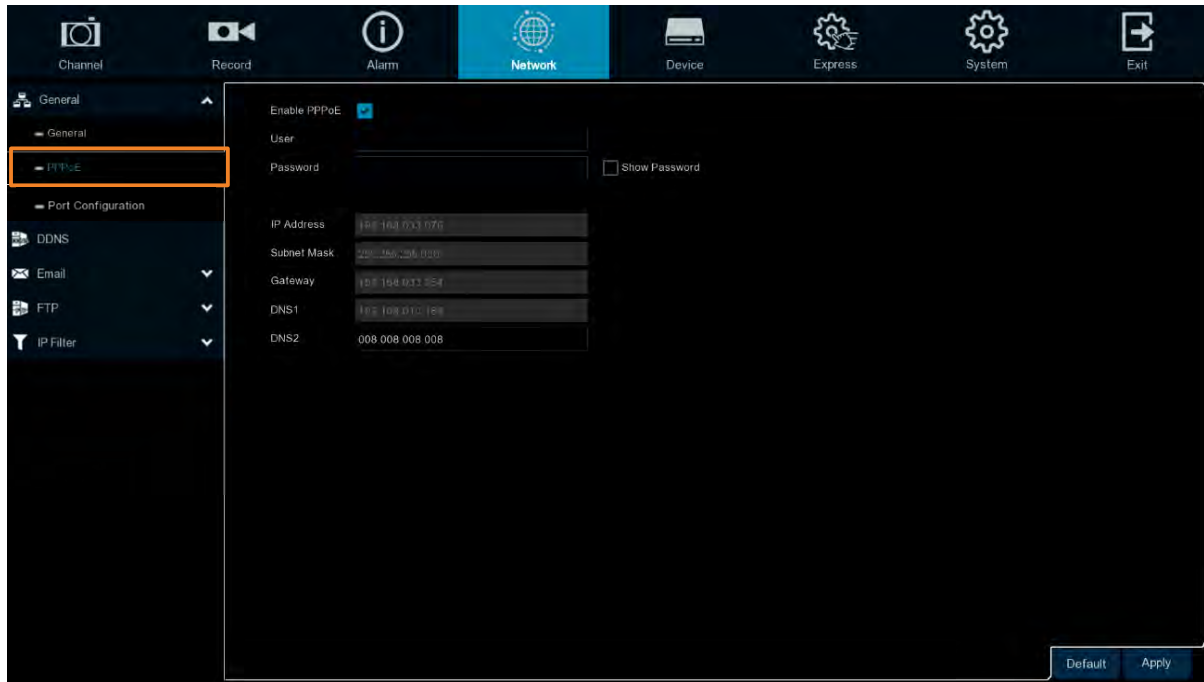 Channel Record Alarm Network Device Express System Exit
General
General
PPPoE
Port Configuration
DDNS
Email
FTP
IP Filter
Enable PPPoE
User
Password Show Password
IP Address
Subnet Mask
Gateway
DNS1
DNS2 008.008.008.008
Default Apply